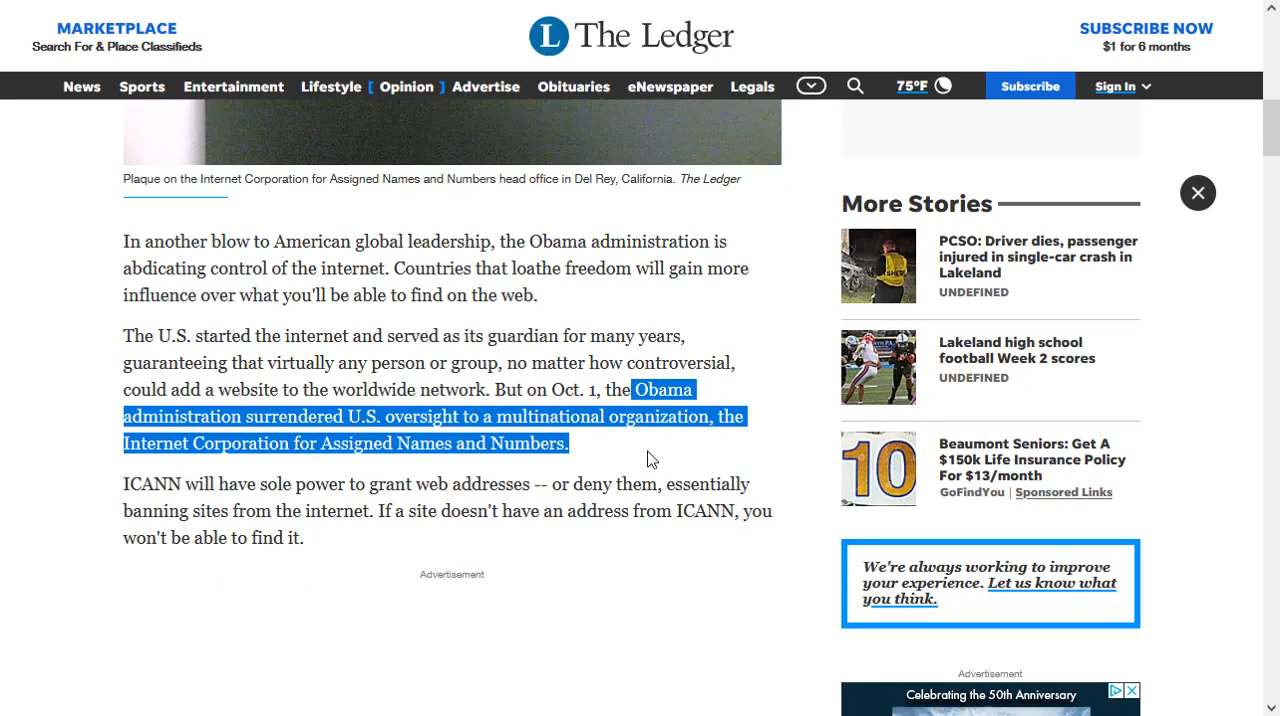 MARKETPLACE
Search For & Place Classifieds
L The Ledger
SUBSCRIBE NOW
$1 for 6 months
News Sports Entertainment Lifestyle [ Opinion ] Advertise Obituaries eNewspaper Legals 75°F Subscribe Sign In
Plaque on the Internet Corporation for Assigned Names and Numbers head office in Del Rey, California. The Ledger
In another blow to American global leadership, the Obama administration is
abdicating control of the internet. Countries that loathe freedom will gain more
influence over what you'll be able to find on the web.
The U.S. started the internet and served as its guardian for many years,
guaranteeing that virtually any person or group, no matter how controversial,
could add a website to the worldwide network. But on Oct. 1, the Obama
administration surrendered U.S. oversight to a multinational organization, the
Internet Corporation for Assigned Names and Numbers.
ICANN will have sole power to grant web addresses -- or deny them, essentially
banning sites from the internet. If a site doesn't have an address from ICANN, you
won't be able to find it.
Advertisement
More Stories
PCSO: Driver dies, passenger
injured in single-car crash in
Lakeland
UNDEFINED
Lakeland high school
football Week 2 scores
UNDEFINED
10
Beaumont Seniors: Get A
$150k Life Insurance Policy
For $13/month
GoFindYou | Sponsored Links
We're always working to improve
your experience. Let us know what
you think.
Advertisement
Celebrating the 50th Anniversary